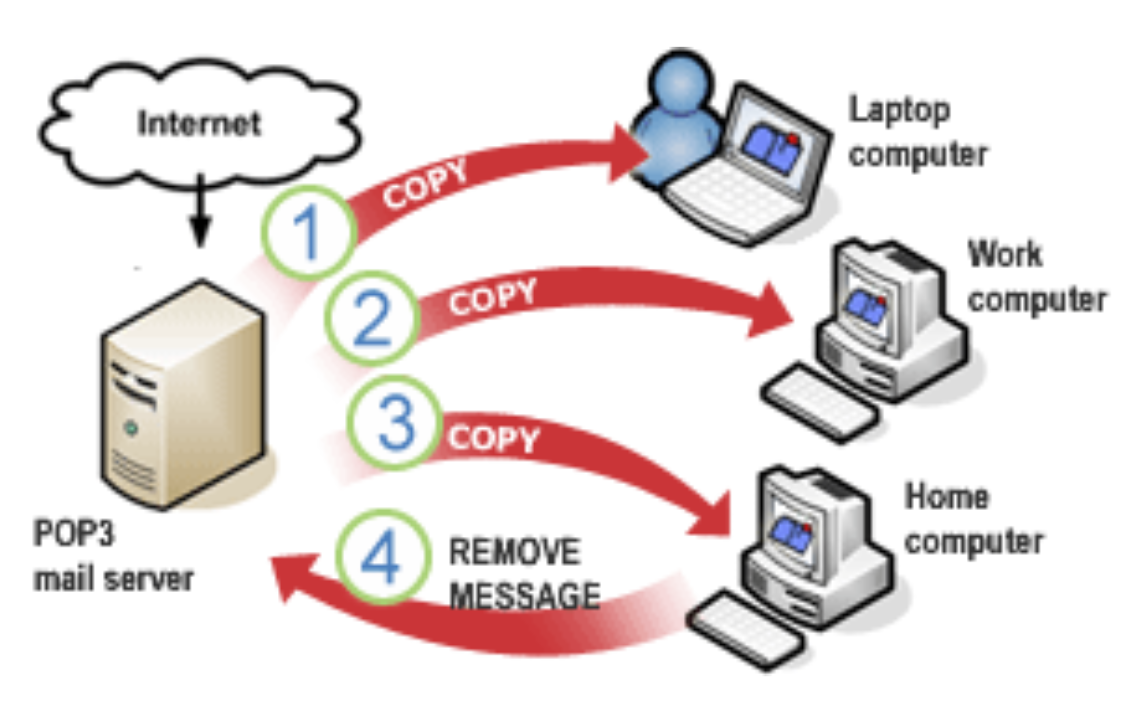 Internet
Laptop
computer
1
COPY
Work
computer
2
COPY
3
COPY
Home
computer
POP3
mail server
4
REMOVE
MESSAGE